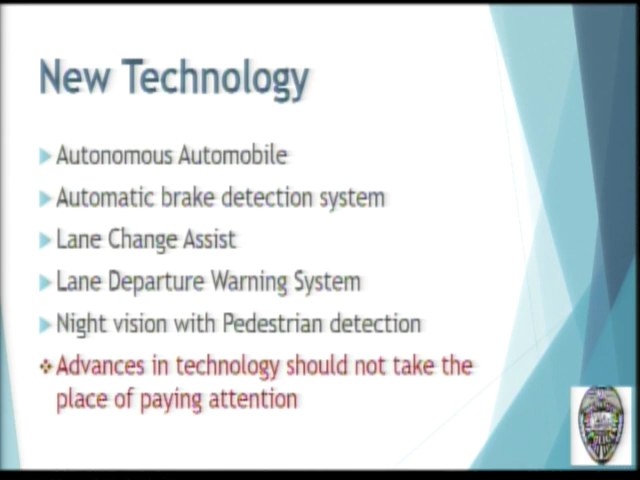 New Technology
Autonomous Automobile
Automatic brake detection system
Lane Change Assist
Lane Departure Warning System
Night vision with Pedestrian detection
Advances in technology should not take the
place of paying attention